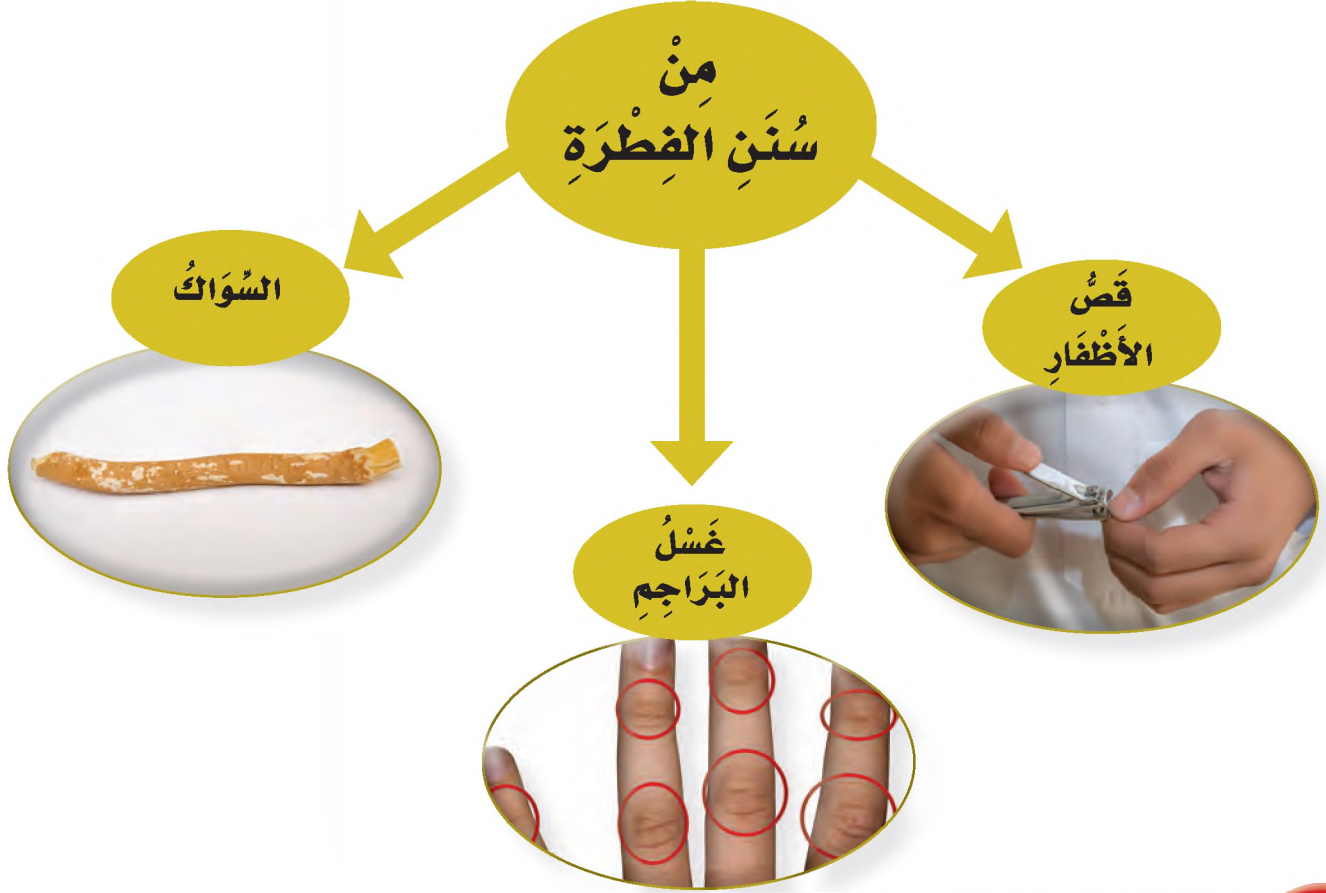 مِنْ
سُنَنِ الفِطْرَةِ
قَصُّ
الأَظْفَارِ
غَسْلُ
البَرَاجِمِ
السِّوَاكُ